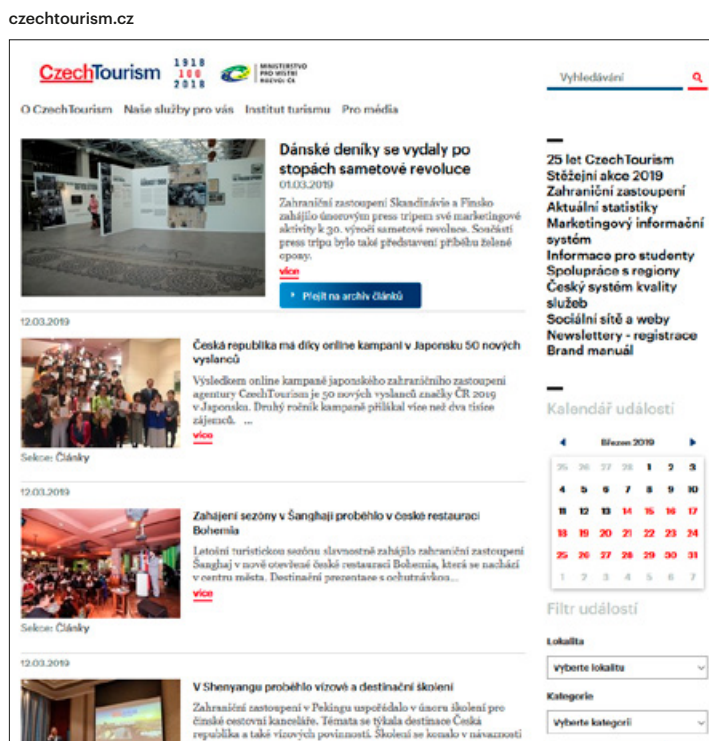 czechtourism.cz
CzechTourism
1918
100
2018
MINISTERSTVO
PRO MÍSTNÍ
ROZVOJ ČR
Vyhledávání
O CzechTourism Naše služby pro vás Institut turismu Pro média
Dánské deníky se vydaly po
stopách sametové revoluce
01.03.2019
Zahraniční zastoupení Skandinávie a Finsko
zahájilo únorovým press tripem své marketingové
aktivity k 30. výročí sametové revoluce. Součástí
press tripu bylo také představení příběhu železné
opony.
více
Přejít na archiv článků
12.03.2019
Česká republika má díky online kampani v Japonsku 50 nových
vyslanců
Výsledkem online kampaně japonského zahraničního zastoupení
agentury CzechTourism je 50 nových vyslanců značky ČR 2019
v Japonsku. Druhý ročník kampaně přilákal více než dva tisíce
zájemců. ...
více
Sekce: Články
12.03.2019
Zahájení sezóny v Šanghaji proběhlo v české restauraci
Bohemia
Letošní turistickou sezónu slavnostně zahájilo zahraniční zastoupení
Šanghaj v nově otevřené české restauraci Bohemia, která se nachází
v centru města. Destinační prezentace s ochutnávkou...
více
Sekce: Články
12.03.2019
V Shenyangu proběhlo vízové a destinační školení
Zahraniční zastoupení v Pekingu uspořádalo v únoru školení pro
čínské cestovní kanceláře. Témata se týkala destinace Česká
republika a také vízových povinností. Školení se konalo v návaznosti
25 let CzechTourism
Stěžejní akce 2019
Zahraniční zastoupení
Aktuální statistiky
Marketingový informační
systém
Informace pro studenty
Spolupráce s regiony
Český systém kvality
služeb
Sociální sítě a weby
Newslettery - registrace
Brand manuál
Kalendář událostí
Březen 2019
25 26 27 28 1 2 3
4 5 6 7 8 9 10
11 12 13 14 15 16 17
18 19 20 21 22 23 24
25 26 27 28 29 30 31
1 2 3 4 5 6 7
Filtr událostí
Lokalita
Vyberte lokalitu
Kategorie
Vyberte kategorii